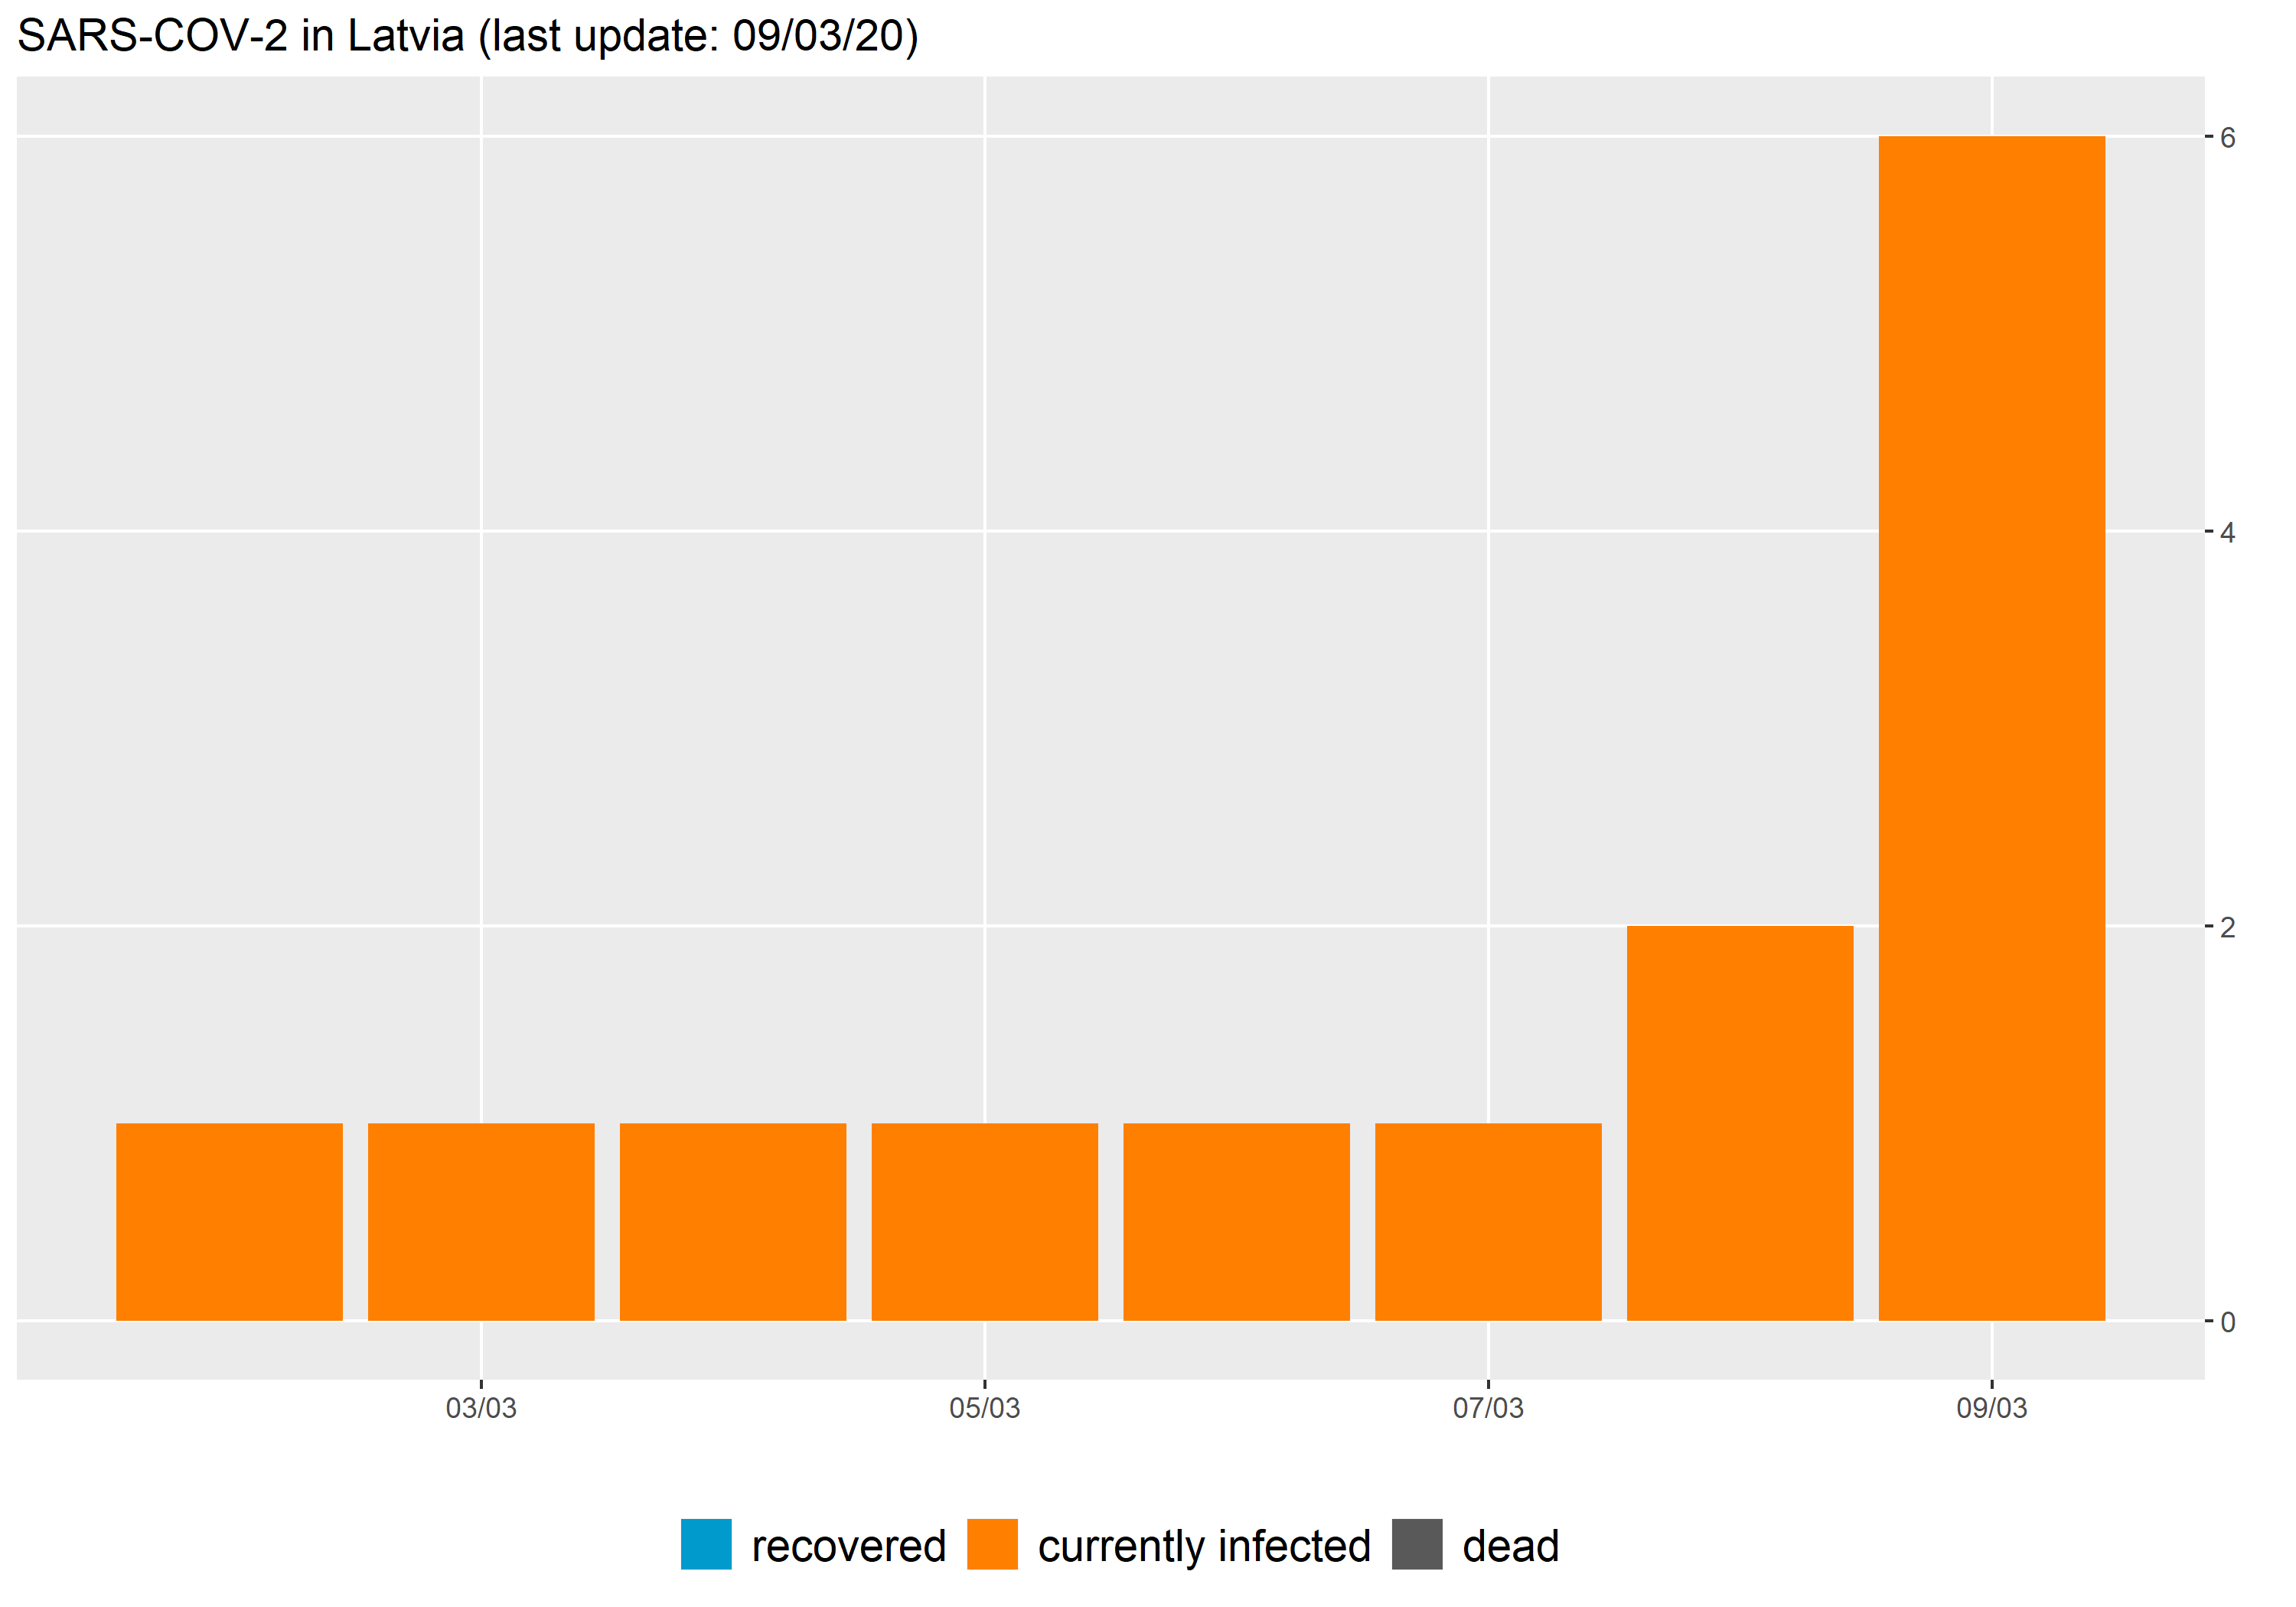 SARS-COV-2 in Latvia (last update: 09/03/20)
6
4
2
0
03/03 05/03 07/03 09/03
recovered currently infected dead